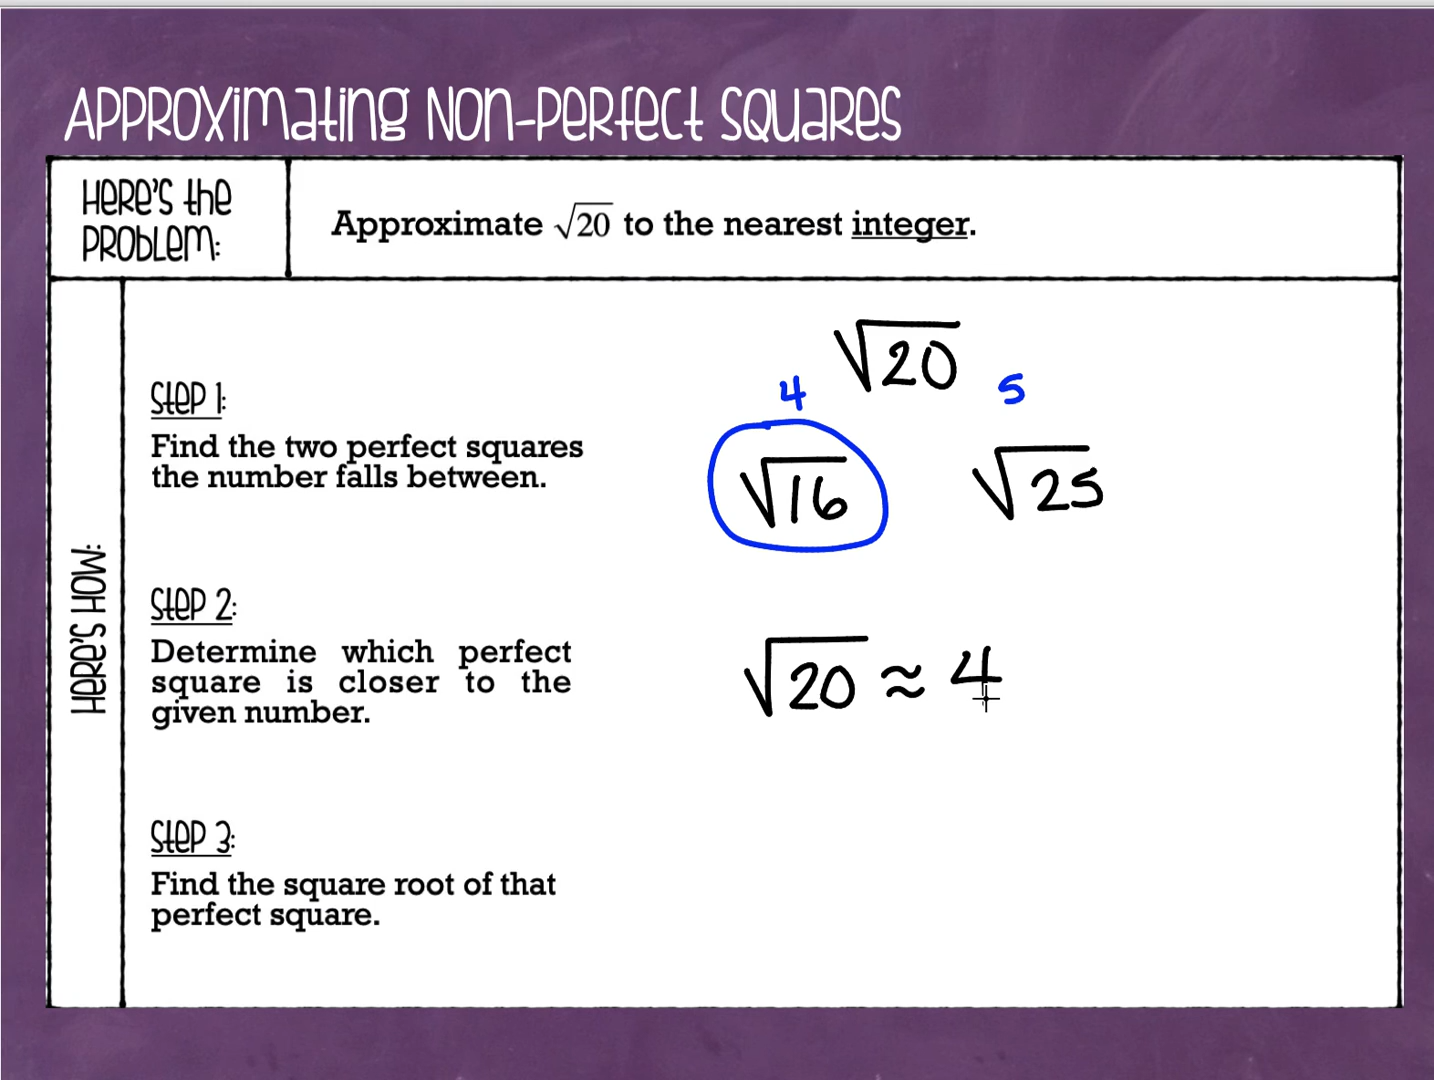 APPROXIMATING NON-PERFECT SQUARES
HERE'S the PROBLEM:
Approximate √20 to the nearest integer.
HERE'S HOW:
Step 1:
Find the two perfect squares
the number falls between.
√20
4 5
√16 √25
Step 2:
Determine which perfect
square is closer to the
given number.
√20 ≈ 4
Step 3:
Find the square root of that
perfect square.